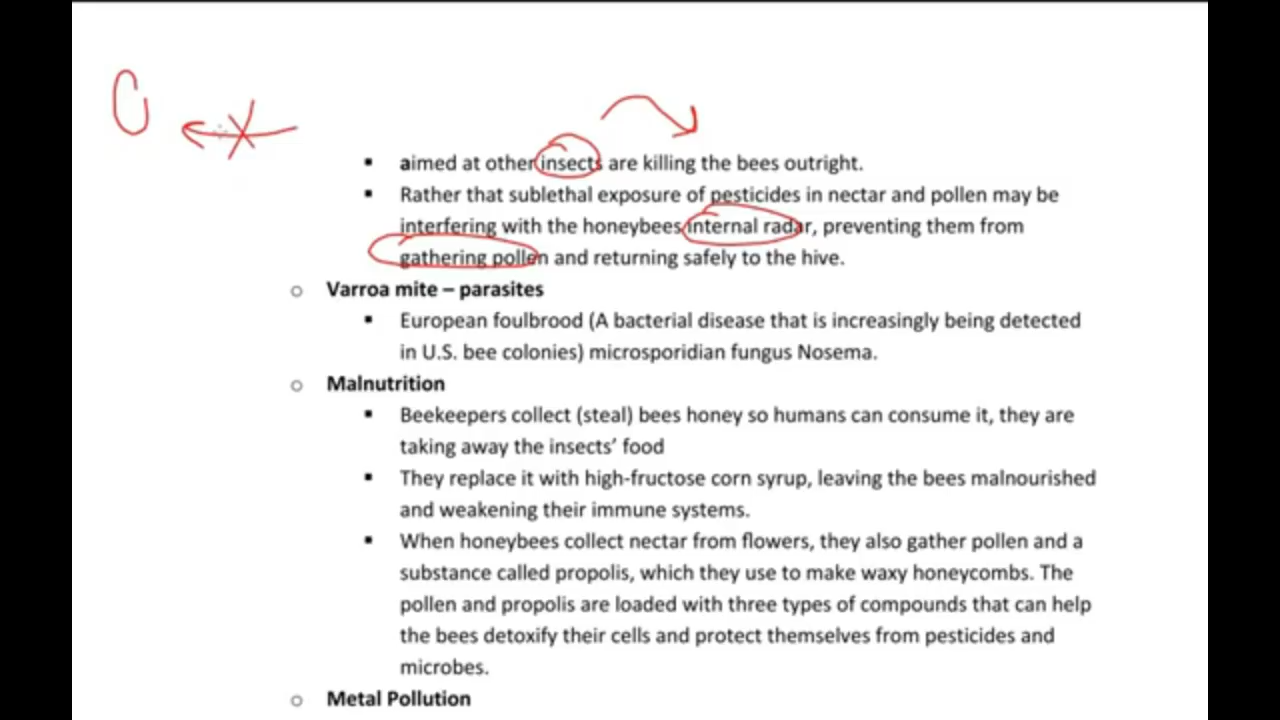 ▪ aimed at other insects are killing the bees outright.
▪ Rather that sublethal exposure of pesticides in nectar and pollen may be
interfering with the honeybees internal radar, preventing them from
gathering pollen and returning safely to the hive.
o Varroa mite – parasites
▪ European foulbrood (A bacterial disease that is increasingly being detected
in U.S. bee colonies) microsporidian fungus Nosema.
o Malnutrition
▪ Beekeepers collect (steal) bees honey so humans can consume it, they are
taking away the insects’ food
▪ They replace it with high-fructose corn syrup, leaving the bees malnourished
and weakening their immune systems.
▪ When honeybees collect nectar from flowers, they also gather pollen and a
substance called propolis, which they use to make waxy honeycombs. The
pollen and propolis are loaded with three types of compounds that can help
the bees detoxify their cells and protect themselves from pesticides and
microbes.
o Metal Pollution